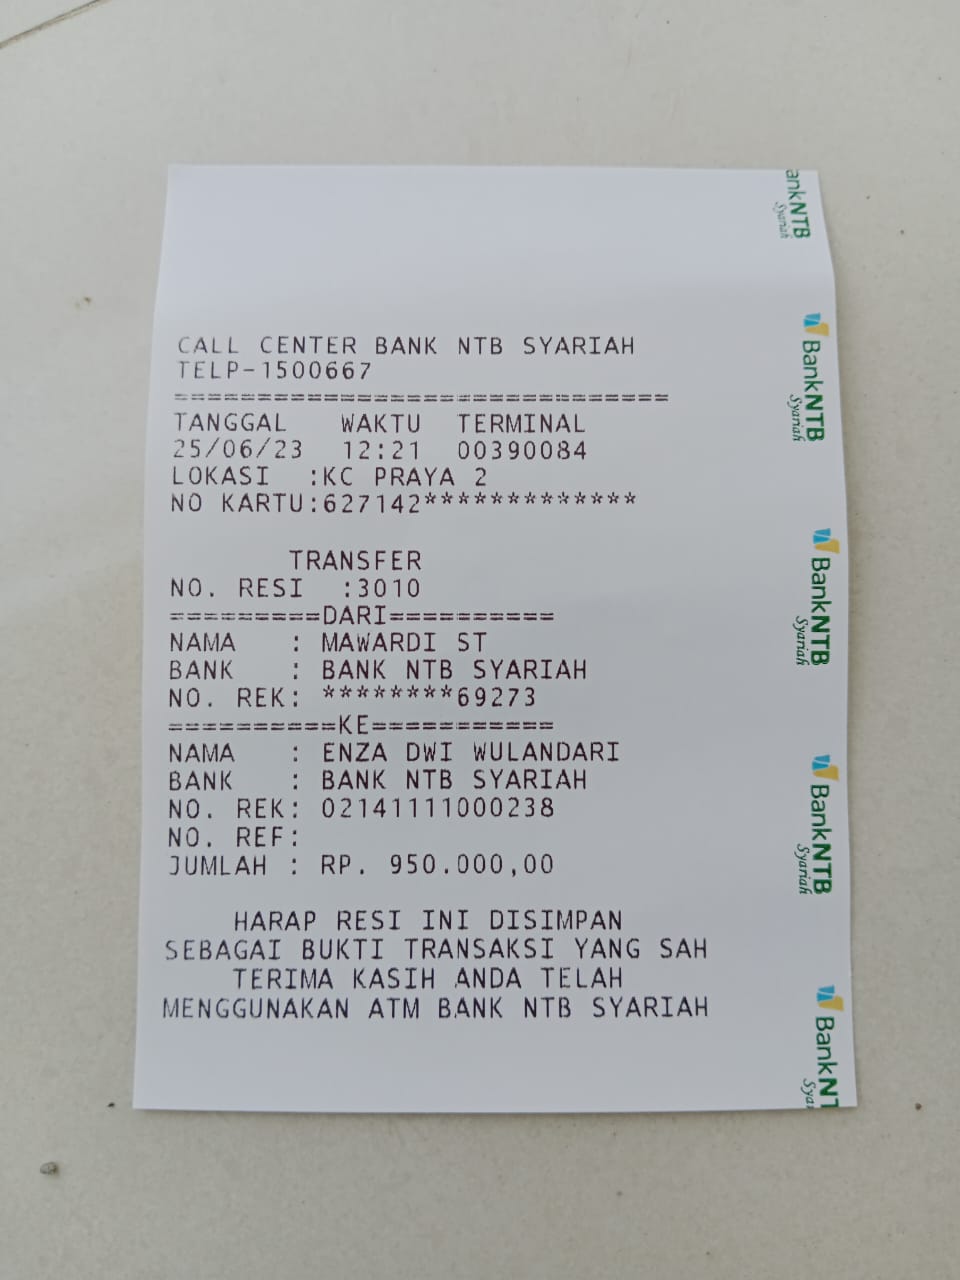 CALL CENTER BANK NTB SYARIAH
TELP-1500667
==============================
TANGGAL WAKTU TERMINAL
25/06/23 12:21 00390084
LOKASI :KC PRAYA 2
NO KARTU:627142*************
TRANSFER
NO. RESI :3010
=========DARI==========
NAMA : MAWARDI ST
BANK : BANK NTB SYARIAH
NO. REK: ********69273
==========KE===========
NAMA : ENZA DWI WULANDARI
BANK : BANK NTB SYARIAH
NO. REK: 02141111000238
NO. REF:
JUMLAH : RP. 950.000,00
HARAP RESI INI DISIMPAN
SEBAGAI BUKTI TRANSAKSI YANG SAH
TERIMA KASIH ANDA TELAH
MENGGUNAKAN ATM BANK NTB SYARIAH
ankNTB
Syariah
BankNTB
Syariah
BankNTB
Syariah
BankNTB
Syariah
BankNT
Sya